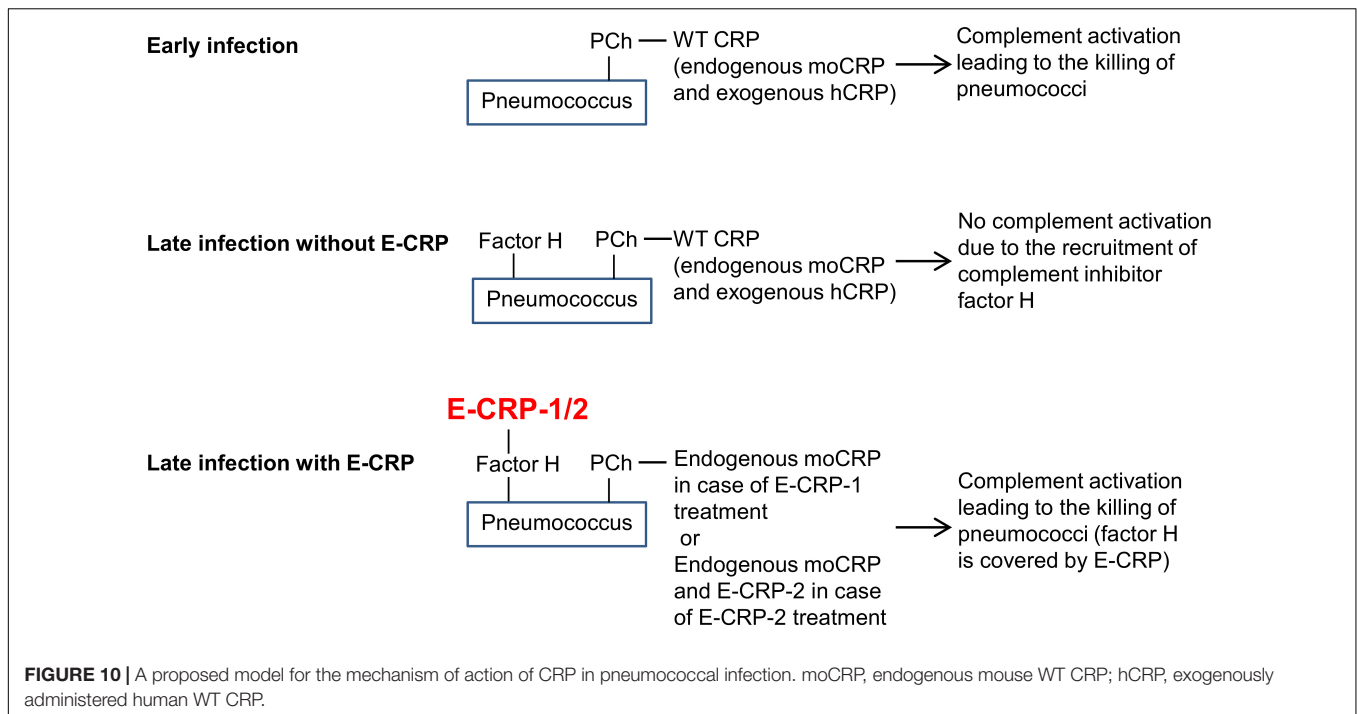 Early infection
PCh
WT CRP
(endogenous moCRP
and exogenous hCRP)
Pneumococcus
Complement activation
leading to the killing of
pneumococci
Late infection without E-CRP
Factor H
PCh
WT CRP
(endogenous moCRP
and exogenous hCRP)
Pneumococcus
No complement activation
due to the recruitment of
complement inhibitor
factor H
E-CRP-1/2
Late infection with E-CRP
Factor H
PCh
Pneumococcus
Endogenous moCRP
in case of E-CRP-1
treatment
or
Endogenous moCRP
and E-CRP-2 in case
of E-CRP-2 treatment
Complement activation
leading to the killing of
pneumococci (factor H
is covered by E-CRP)
FIGURE 10 | A proposed model for the mechanism of action of CRP in pneumococcal infection. moCRP, endogenous mouse WT CRP; hCRP, exogenously
administered human WT CRP.